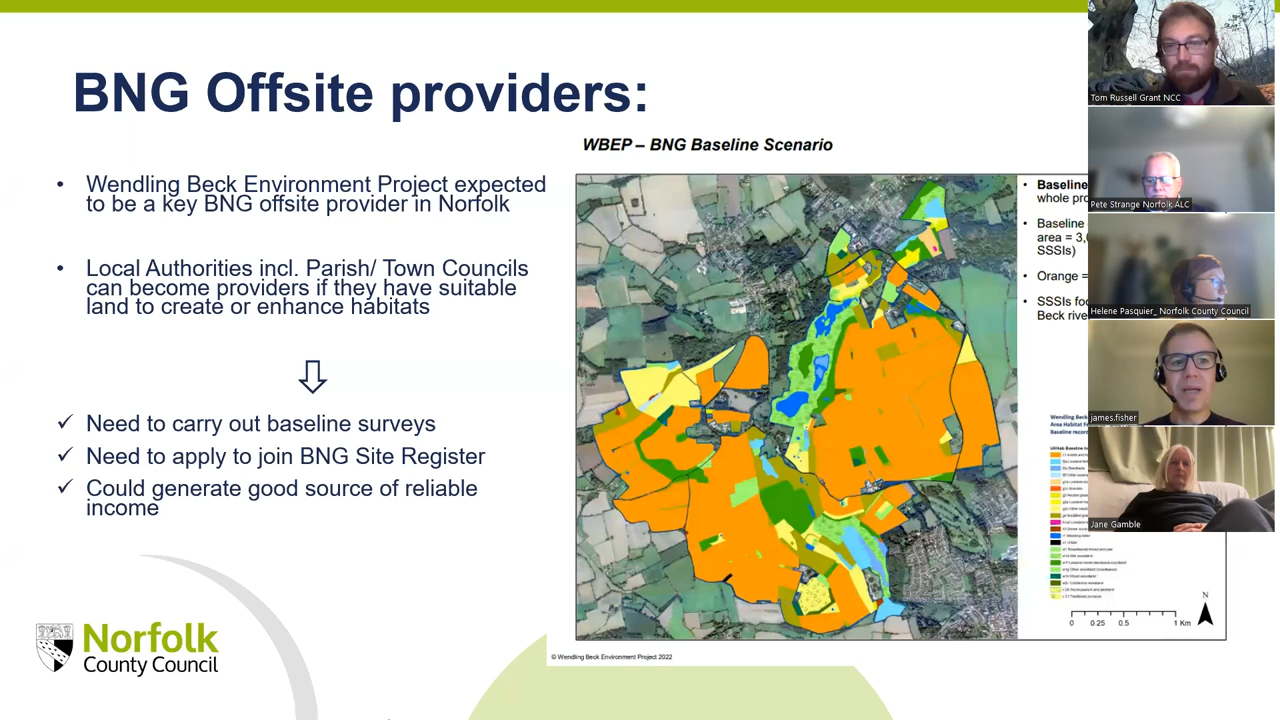 BNG Offsite providers:
WBEP – BNG Baseline Scenario
• Wendling Beck Environment Project expected
to be a key BNG offsite provider in Norfolk
• Local Authorities incl. Parish/ Town Councils
can become providers if they have suitable
land to create or enhance habitats
✓ Need to carry out baseline surveys
✓ Need to apply to join BNG Site Register
✓ Could generate good source of reliable
income
Norfolk
County Council
• Baseline
whole pro
• Baseline
area = 3,
SSSIs)
• Orange =
• SSSIs foc
Beck rive
Wendling Beck
Area Habitat
N
0 0.25 0.5 1 Km
© Wendling Beck Environment Project 2022
Tom Russell Grant NCC
Pete Strange Norfolk ALC
Helene Pasquier_ Norfolk County Council
james.fisher
Jane Gamble